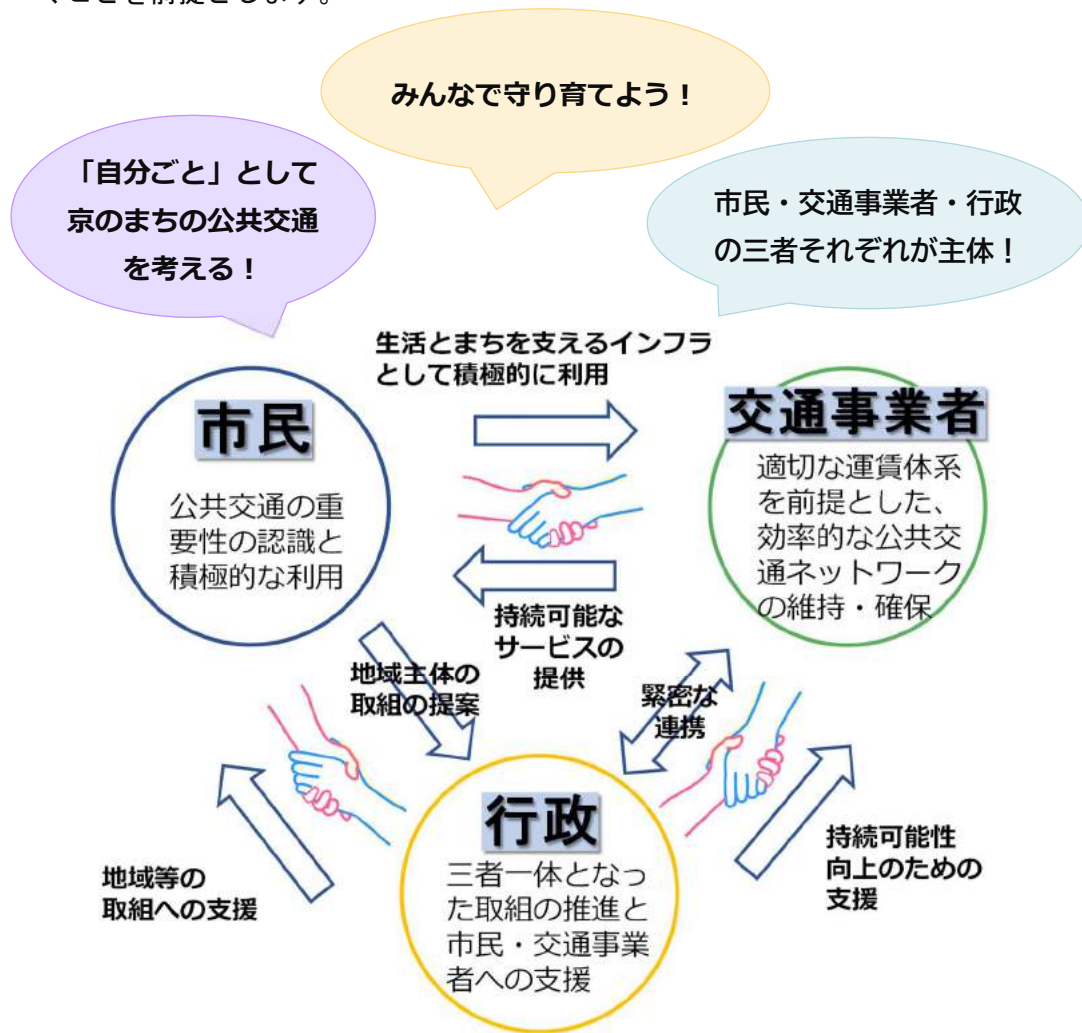 くことを前提とします。
みんなで守り育てよう！
「自分ごと」として
京のまちの公共交通
を考える！
市民・交通事業者・行政
の三者それぞれが主体！
生活とまちを支えるインフラ
として積極的に利用
市民
公共交通の重
要性の認識と
積極的な利用
交通事業者
適切な運賃体系
を前提とした、
効率的な公共交
通ネットワーク
の維持・確保
持続可能な
サービスの
提供
地域主体の
取組の提案
緊密な
連携
行政
三者一体となっ
た取組の推進と
市民・交通事業
者への支援
地域等の
取組への支援
持続可能性
向上のための
支援